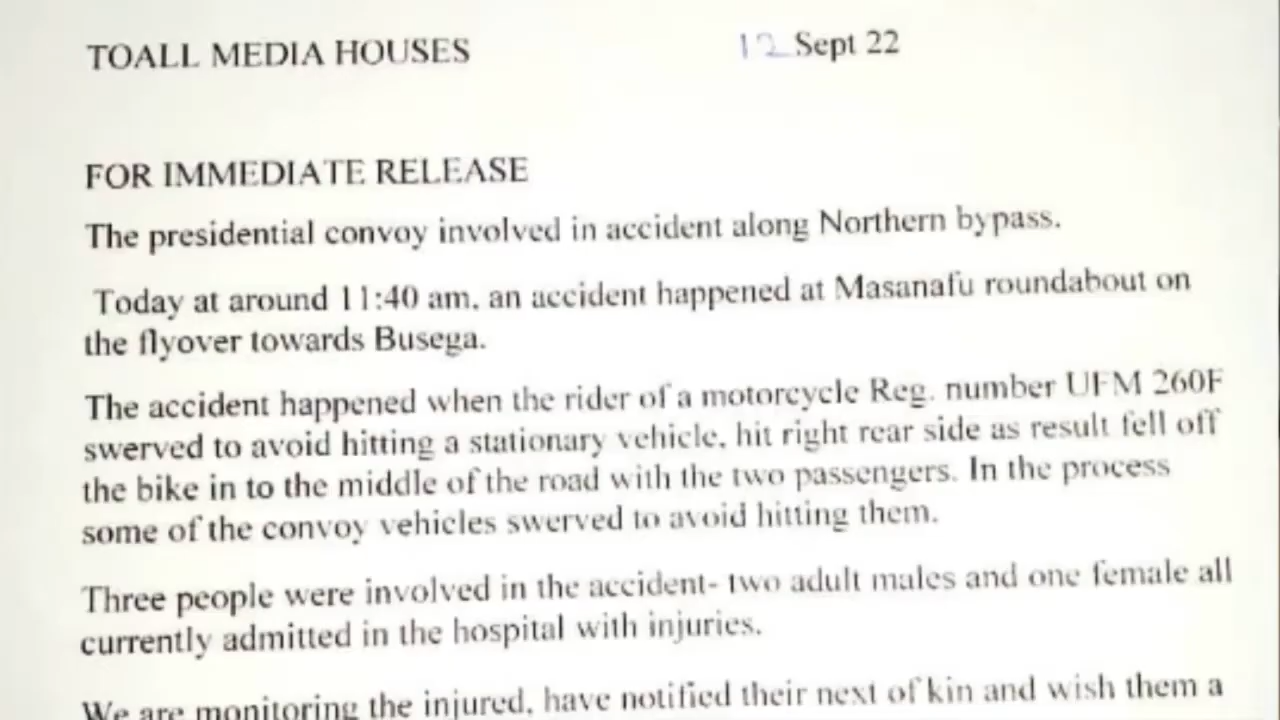 TOALL MEDIA HOUSES 12 Sept 22
FOR IMMEDIATE RELEASE
The presidential convoy involved in accident along Northern bypass.
Today at around 11:40 am, an accident happened at Masanafu roundabout on
the flyover towards Busega.
The accident happened when the rider of a motorcycle Reg. number UFM 260F
swerved to avoid hitting a stationary vehicle, hit right rear side as result fell off
the bike in to the middle of the road with the two passengers. In the process
some of the convoy vehicles swerved to avoid hitting them.
Three people were involved in the accident- two adult males and one female all
currently admitted in the hospital with injuries.
We are monitoring the injured, have notified their next of kin and wish them a